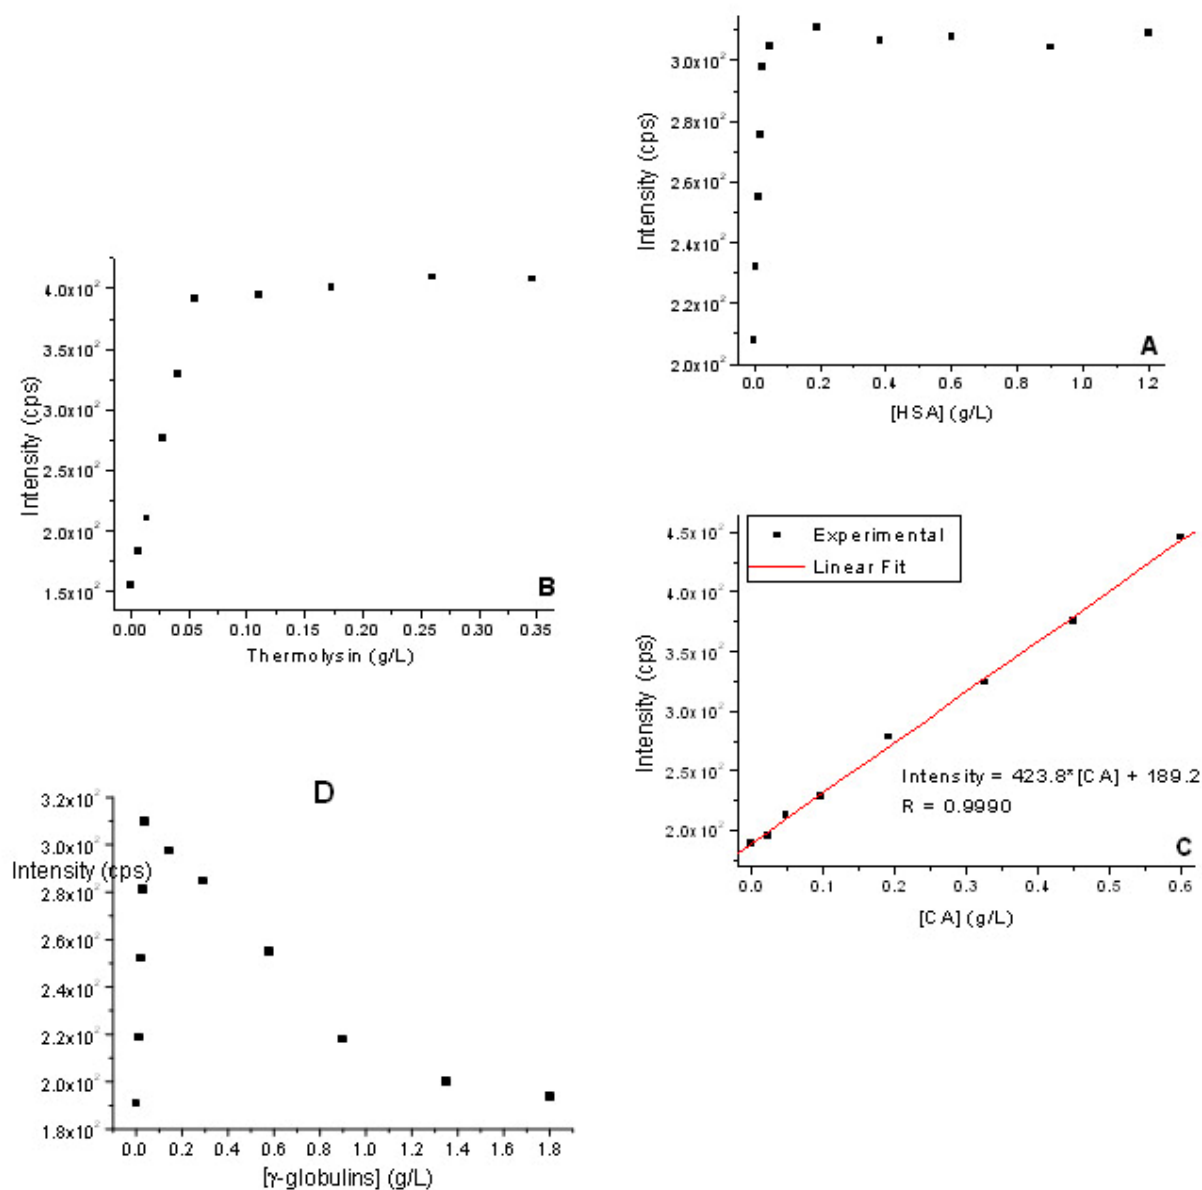 3.0x10²
2.8x10²
2.6x10²
2.4x10²
2.2x10²
2.0x10²
Intensity (cps)
A
0.0 0.2 0.4 0.6 0.8 1.0 1.2
[HSA] (g/L)
4.0x10²
3.5x10²
3.0x10²
2.5x10²
2.0x10²
1.5x10²
Intensity (cps)
B
0.00 0.05 0.10 0.15 0.20 0.25 0.30 0.35
Thermolysin (g/L)
4.5x10²
4.0x10²
3.5x10²
3.0x10²
2.5x10²
2.0x10²
Intensity (cps)
Experimental
Linear Fit
Intensity = 423.8*[CA] + 189.2
R = 0.9990
C
0.0 0.1 0.2 0.3 0.4 0.5 0.6
[CA] (g/L)
D
3.2x10²
3.0x10²
Intensity (cps)
2.8x10²
2.6x10²
2.4x10²
2.2x10²
2.0x10²
1.8x10²
0.0 0.2 0.4 0.6 0.8 1.0 1.2 1.4 1.6 1.8
[γ-globulins] (g/L)